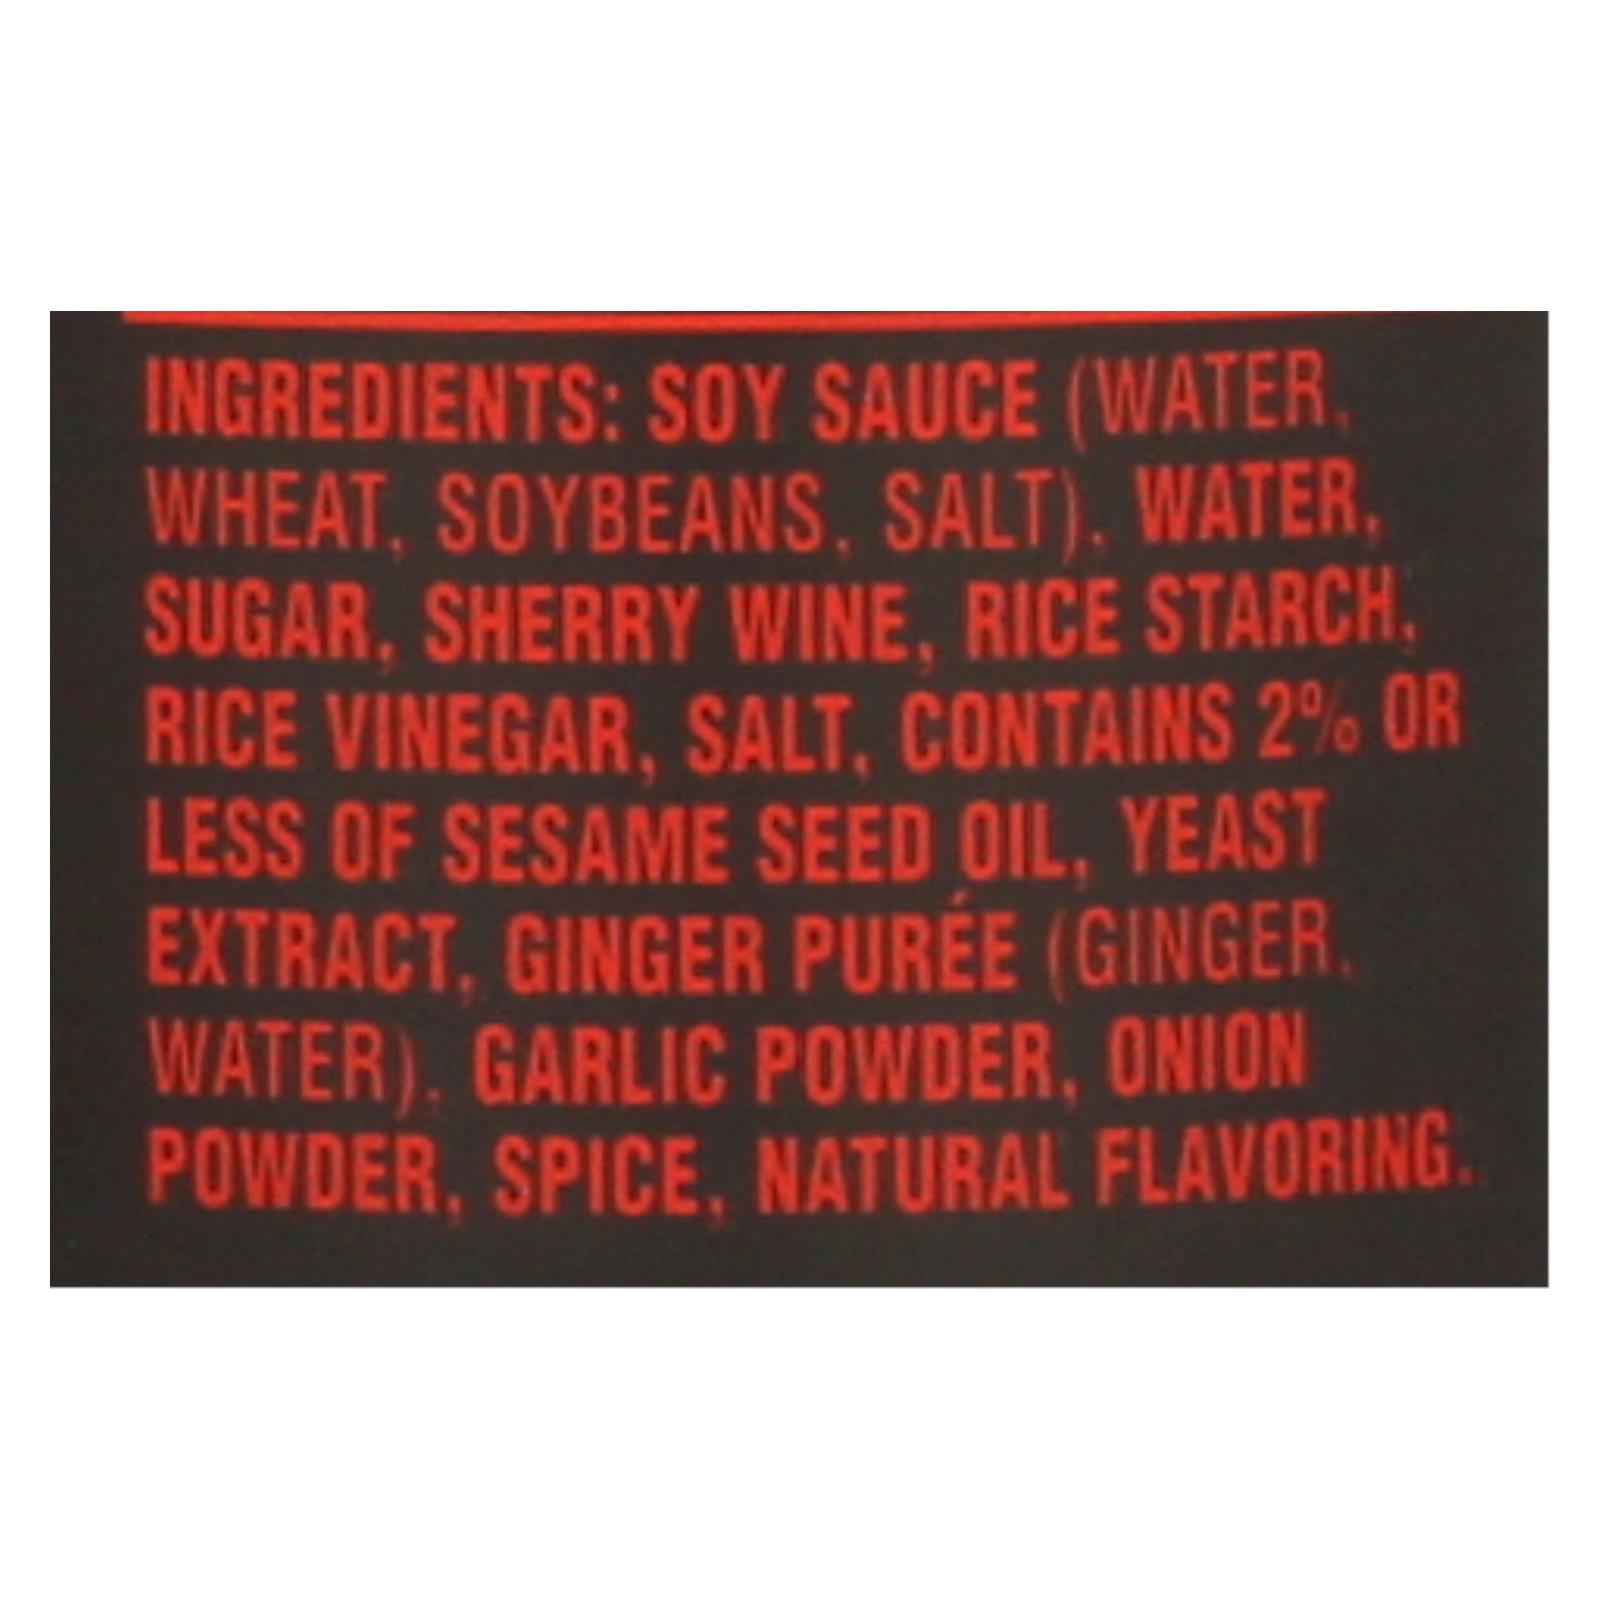 INGREDIENTS: SOY SAUCE (WATER,
WHEAT, SOYBEANS, SALT), WATER,
SUGAR, SHERRY WINE, RICE STARCH,
RICE VINEGAR, SALT, CONTAINS 2% OR
LESS OF SESAME SEED OIL, YEAST
EXTRACT, GINGER PURÉE (GINGER,
WATER), GARLIC POWDER, ONION
POWDER, SPICE, NATURAL FLAVORING.